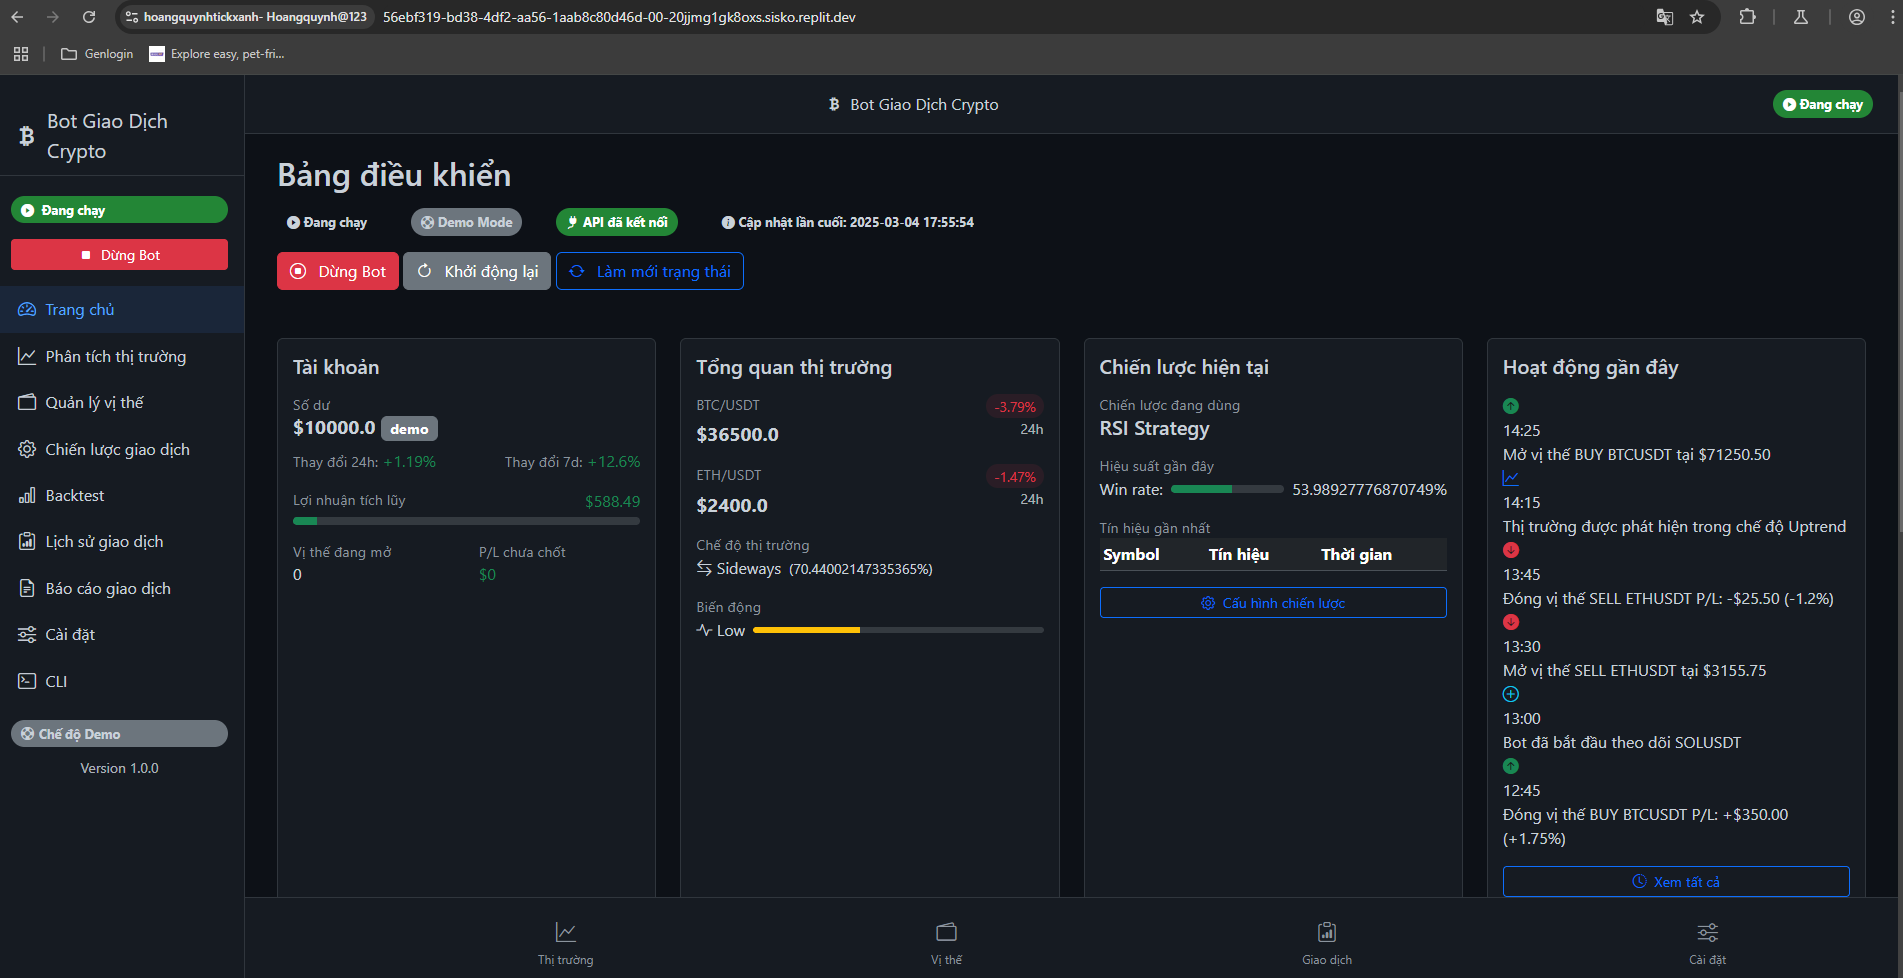 hoangquynhtickxanh- Hoangquynh@123 56ebf319-bd38-4df2-aa56-1aab8c80d46d-00-20jjmg1gk8oxs.sisko.replit.dev
Genlogin Explore easy, pet-fri...
Bot Giao Dịch
Crypto
Đang chạy
Dừng Bot
Trang chủ
Phân tích thị trường
Quản lý vị thế
Chiến lược giao dịch
Backtest
Lịch sử giao dịch
Báo cáo giao dịch
Cài đặt
CLI
Chế độ Demo
Version 1.0.0
Bot Giao Dịch Crypto
Đang chạy
Bảng điều khiển
Đang chạy Demo Mode API đã kết nối Cập nhật lần cuối: 2025-03-04 17:55:54
Dừng Bot Khởi động lại Làm mới trạng thái
Tài khoản
Số dư
$10000.0 demo
Thay đổi 24h: +1.19% Thay đổi 7d: +12.6%
Lợi nhuận tích lũy $588.49
Vị thế đang mở P/L chưa chốt
0 $0
Tổng quan thị trường
BTC/USDT -3.79%
$36500.0 24h
ETH/USDT -1.47%
$2400.0 24h
Chế độ thị trường
Sideways (70.44002147335365%)
Biến động
Low
Chiến lược hiện tại
Chiến lược đang dùng
RSI Strategy
Hiệu suất gần đây
Win rate: 53.98927776870749%
Tín hiệu gần nhất
Symbol Tín hiệu Thời gian
Cấu hình chiến lược
Hoạt động gần đây
14:25
Mở vị thế BUY BTCUSDT tại $71250.50
14:15
Thị trường được phát hiện trong chế độ Uptrend
13:45
Đóng vị thế SELL ETHUSDT P/L: -$25.50 (-1.2%)
13:30
Mở vị thế SELL ETHUSDT tại $3155.75
13:00
Bot đã bắt đầu theo dõi SOLUSDT
12:45
Đóng vị thế BUY BTCUSDT P/L: +$350.00
(+1.75%)
Xem tất cả
Thị trường Vị thế Giao dịch Cài đặt